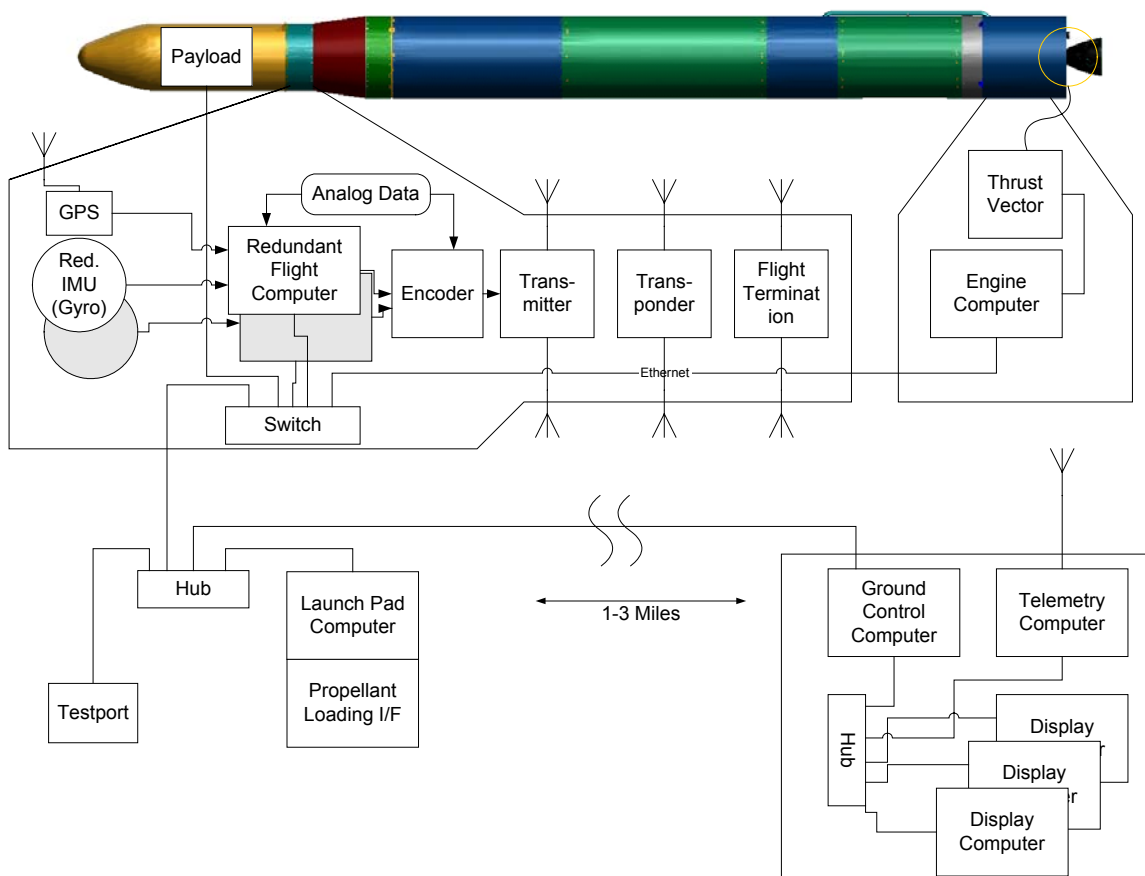 Payload
GPS
Red.
IMU
(Gyro)
Analog Data
Redundant
Flight
Computer
Encoder
Trans-
mitter
Trans-
ponder
Flight
Terminat
ion
Thrust
Vector
Engine
Computer
Ethernet
Switch
Hub
Launch Pad
Computer
Propellant
Loading I/F
Testport
1-3 Miles
Ground
Control
Computer
Telemetry
Computer
Hub
Display
er
Display
er
Display
Computer